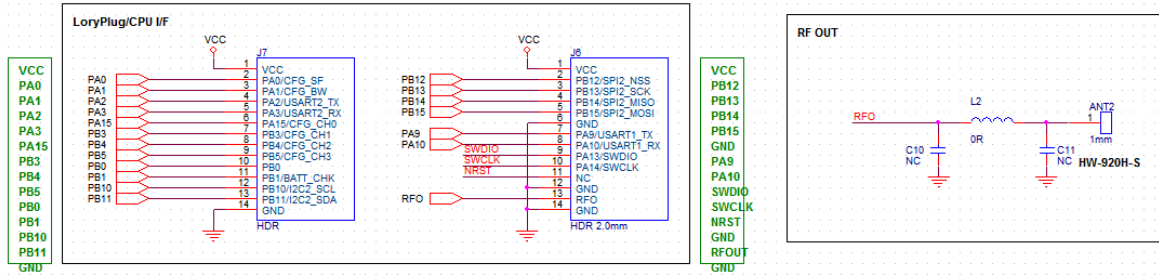 LoryPlug/CPU I/F
VCC
PA0
PA1
PA2
PA3
PA15
PB3
PB4
PB5
PB0
PB1
PB10
PB11
GND
PA0
PA1
PA2
PA3
PA15
PB3
PB4
PB5
PB0
PB1
PB10
PB11
VCC
J7
1 VCC
2 PA0/CFG_SF
3 PA1/CFG_BW
4 PA2/USART2_TX
5 PA3/USART2_RX
6 PA15/CFG_CH0
7 PB3/CFG_CH1
8 PB4/CFG_CH2
9 PB5/CFG_CH3
10 PB0
11 PB1/BATT_CHK
12 PB10/I2C2_SCL
13 PB11/I2C2_SDA
14 GND
HDR
PB12
PB13
PB14
PB15
PA9
PA10
SWDIO
SWCLK
NRST
RFO
VCC
J6
1 VCC
2 PB12/SPI2_NSS
3 PB13/SPI2_SCK
4 PB14/SPI2_MISO
5 PB15/SPI2_MOSI
6 GND
7 PA9/USART1_TX
8 PA10/USART1_RX
9 PA13/SWDIO
10 PA14/SWCLK
11 NC
12 GND
13 RFO
14 GND
HDR 2.0mm
VCC
PB12
PB13
PB14
PB15
GND
PA9
PA10
SWDIO
SWCLK
NRST
GND
RFOUT
GND
RF OUT
RFO
L2
0R
C10
NC
C11
NC
ANT2
1
1mm
HW-920H-S